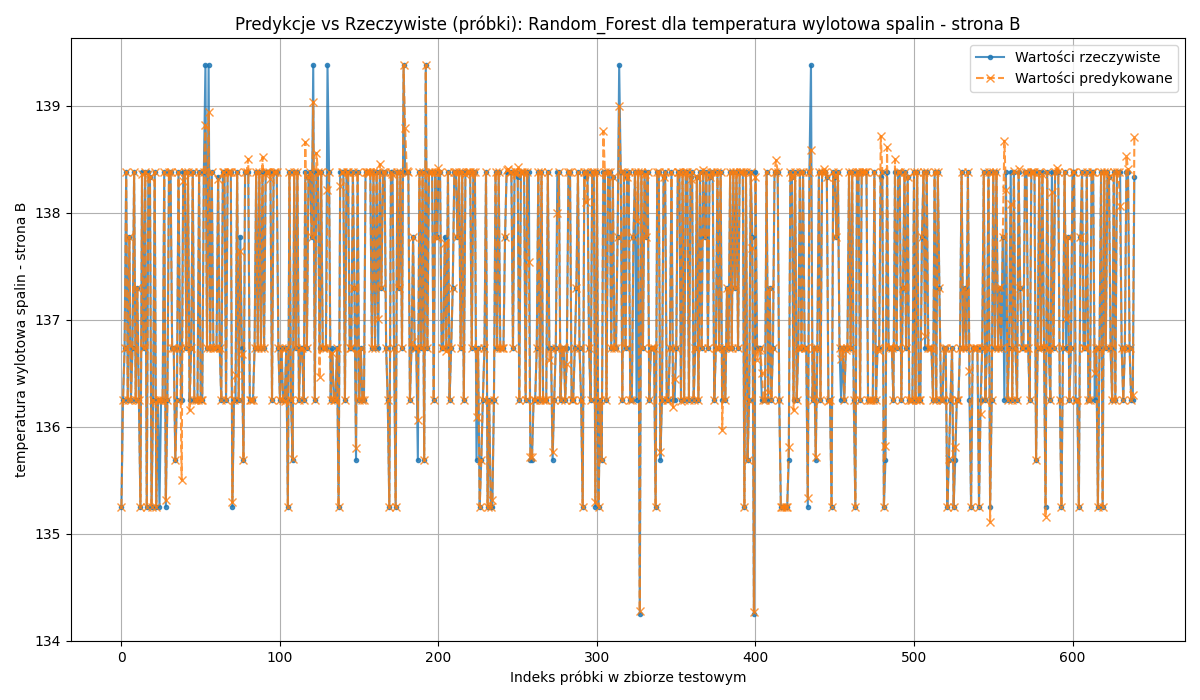 Predykcje vs Rzeczywiste (próbki): Random_Forest dla temperatura wylotowa spalin - strona B
Wartości rzeczywiste
Wartości predykowane
temperatura wylotowa spalin - strona B
139
138
137
136
135
134
0 100 200 300 400 500 600
Indeks próbki w zbiorze testowym